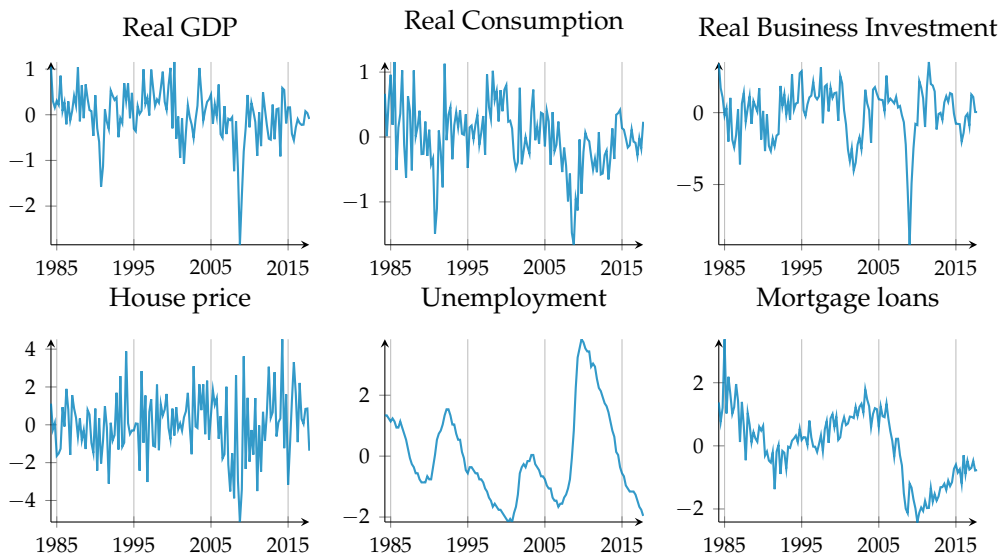 Real GDP
Real Consumption
Real Business Investment
1
0
−1
−2
1985 1995 2005 2015
1
0
−1
1985 1995 2005 2015
0
−5
1985 1995 2005 2015
House price
Unemployment
Mortgage loans
4
2
0
−2
−4
1985 1995 2005 2015
2
0
−2
1985 1995 2005 2015
2
0
−2
1985 1995 2005 2015